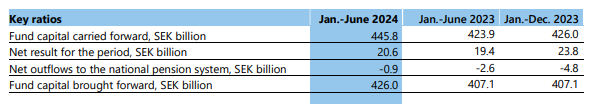 Key ratios Jan.-June 2024 Jan.-June 2023 Jan.-Dec. 2023
Fund capital carried forward, SEK billion 445.8 423.9 426.0
Net result for the period, SEK billion 20.6 19.4 23.8
Net outflows to the national pension system, SEK billion -0.9 -2.6 -4.8
Fund capital brought forward, SEK billion 426.0 407.1 407.1